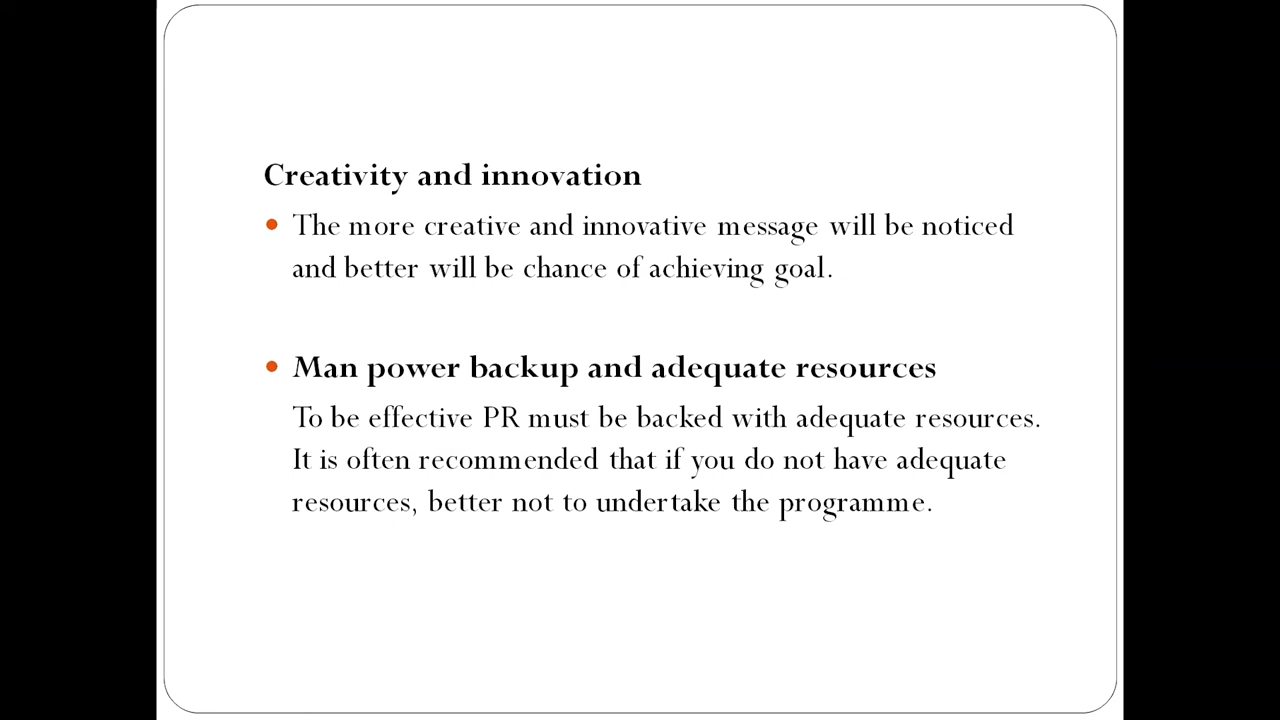 Creativity and innovation
• The more creative and innovative message will be noticed
and better will be chance of achieving goal.
• Man power backup and adequate resources
To be effective PR must be backed with adequate resources.
It is often recommended that if you do not have adequate
resources, better not to undertake the programme.